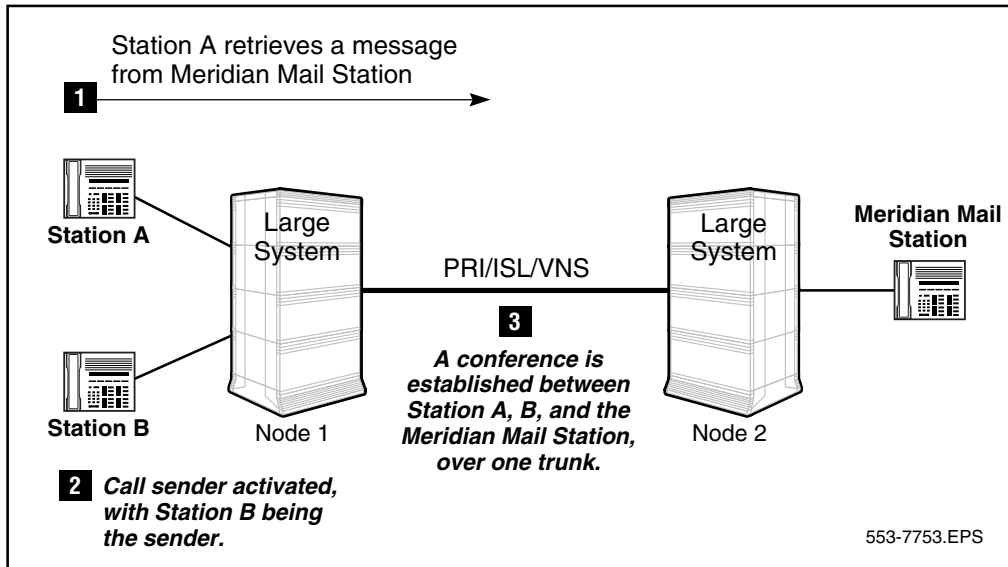 Station A retrieves a message
from Meridian Mail Station
1
Station A
Large
System
Large
System
Meridian Mail
Station
PRI/ISL/VNS
3
A conference is
established between
Station A, B, and the
Meridian Mail Station,
over one trunk.
Station B
Node 1
Node 2
2 Call sender activated,
with Station B being
the sender.
553-7753.EPS